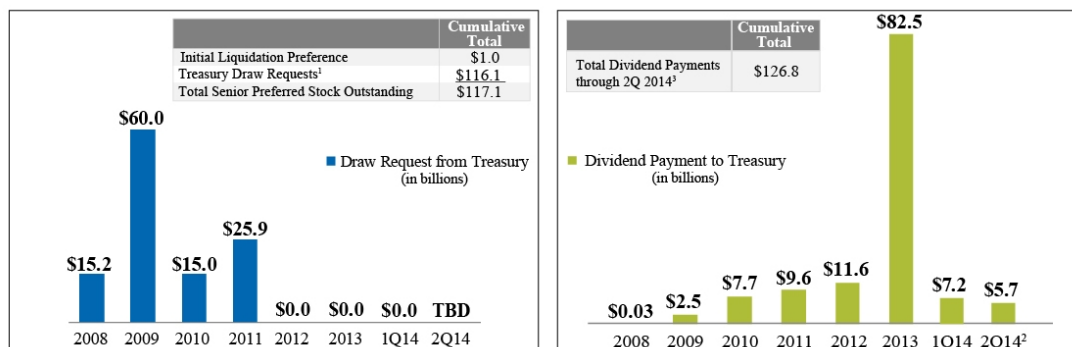 Cumulative
Total
Initial Liquidation Preference $1.0
Treasury Draw Requests¹ $116.1
Total Senior Preferred Stock Outstanding $117.1
$60.0
Draw Request from Treasury
(in billions)
$25.9
$15.2 $15.0
$0.0 $0.0 $0.0 TBD
2008 2009 2010 2011 2012 2013 1Q14 2Q14
$82.5
Cumulative
Total
Total Dividend Payments
through 2Q 2014³ $126.8
Dividend Payment to Treasury
(in billions)
$0.03 $2.5 $7.7 $9.6 $11.6 $7.2 $5.7
2008 2009 2010 2011 2012 2013 1Q14 2Q14²